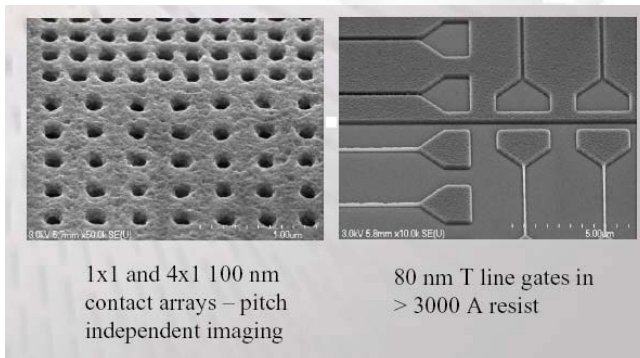 3.0kV 5.7mm x50.0k SE(U)
1.00um
3.0kV 5.8mm x10.0k SE(U)
5.00um
1x1 and 4x1 100 nm
contact arrays – pitch
independent imaging
80 nm T line gates in
> 3000 A resist